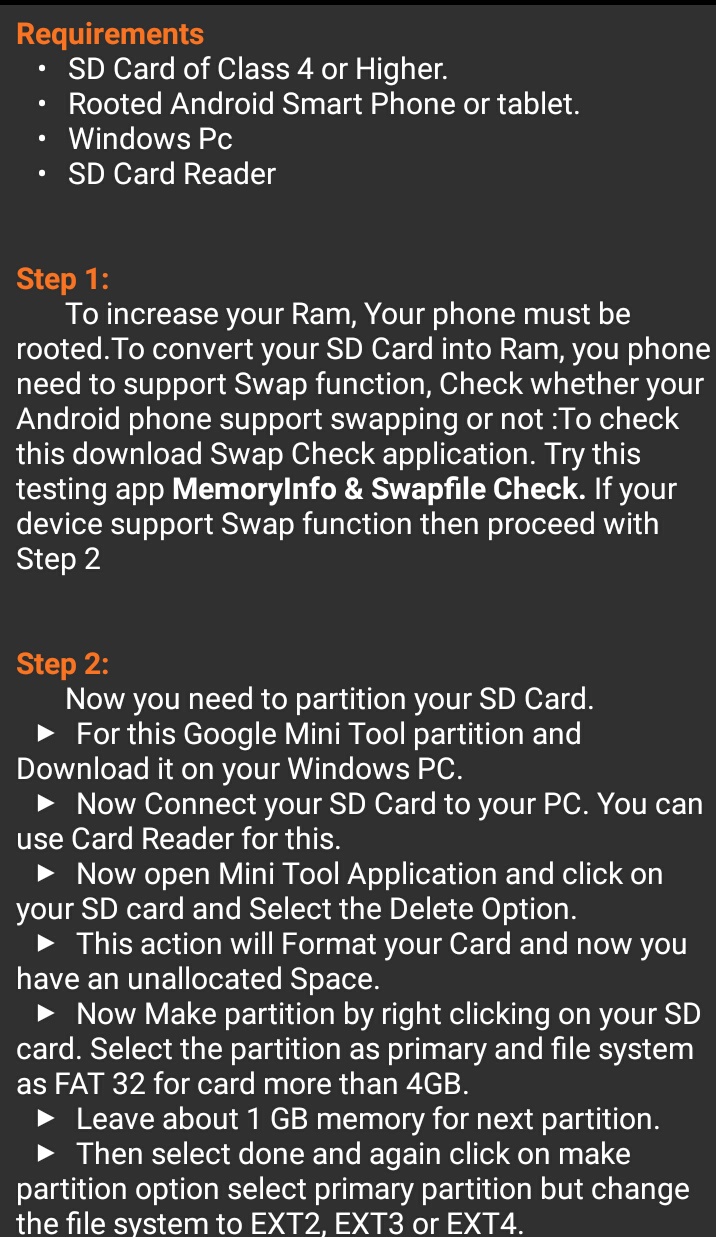 Requirements
• SD Card of Class 4 or Higher.
• Rooted Android Smart Phone or tablet.
• Windows Pc
• SD Card Reader
Step 1:
To increase your Ram, Your phone must be
rooted.To convert your SD Card into Ram, you phone
need to support Swap function, Check whether your
Android phone support swapping or not :To check
this download Swap Check application. Try this
testing app MemoryInfo & Swapfile Check. If your
device support Swap function then proceed with
Step 2
Step 2:
Now you need to partition your SD Card.
► For this Google Mini Tool partition and
Download it on your Windows PC.
► Now Connect your SD Card to your PC. You can
use Card Reader for this.
► Now open Mini Tool Application and click on
your SD card and Select the Delete Option.
► This action will Format your Card and now you
have an unallocated Space.
► Now Make partition by right clicking on your SD
card. Select the partition as primary and file system
as FAT 32 for card more than 4GB.
► Leave about 1 GB memory for next partition.
► Then select done and again click on make
partition option select primary partition but change
the file system to EXT2, EXT3 or EXT4.